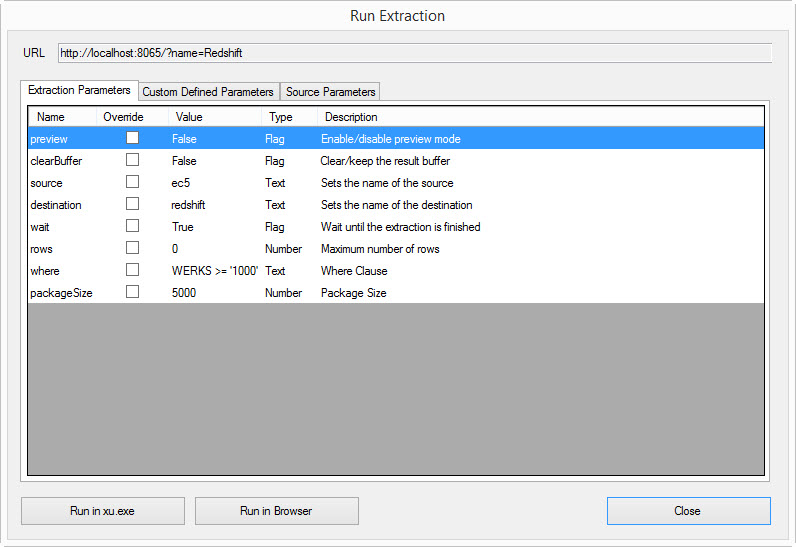 Run Extraction
URL http://localhost:8065/?name=Redshift
Extraction Parameters Custom Defined Parameters Source Parameters
Name Override Value Type Description
preview False Flag Enable/disable preview mode
clearBuffer False Flag Clear/keep the result buffer
source ec5 Text Sets the name of the source
destination redshift Text Sets the name of the destination
wait True Flag Wait until the extraction is finished
rows 0 Number Maximum number of rows
where WERKS >= '1000' Text Where Clause
packageSize 5000 Number Package Size
Run in xu.exe Run in Browser Close